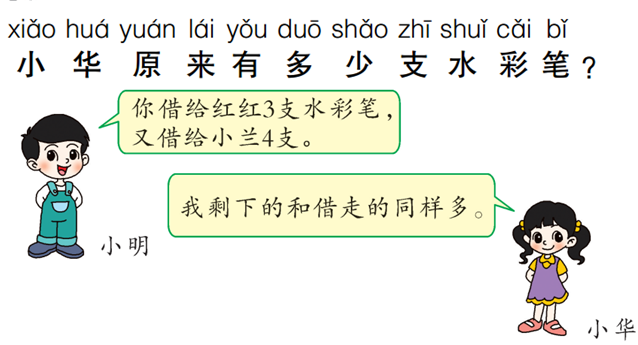 xiǎo huá yuán lái yǒu duō shǎo zhī shuǐ cǎi bǐ
小华原来有多少支水彩笔？
你借给红红3支水彩笔，
又借给小兰4支。
我剩下的和借走的同样多。
小明
小华